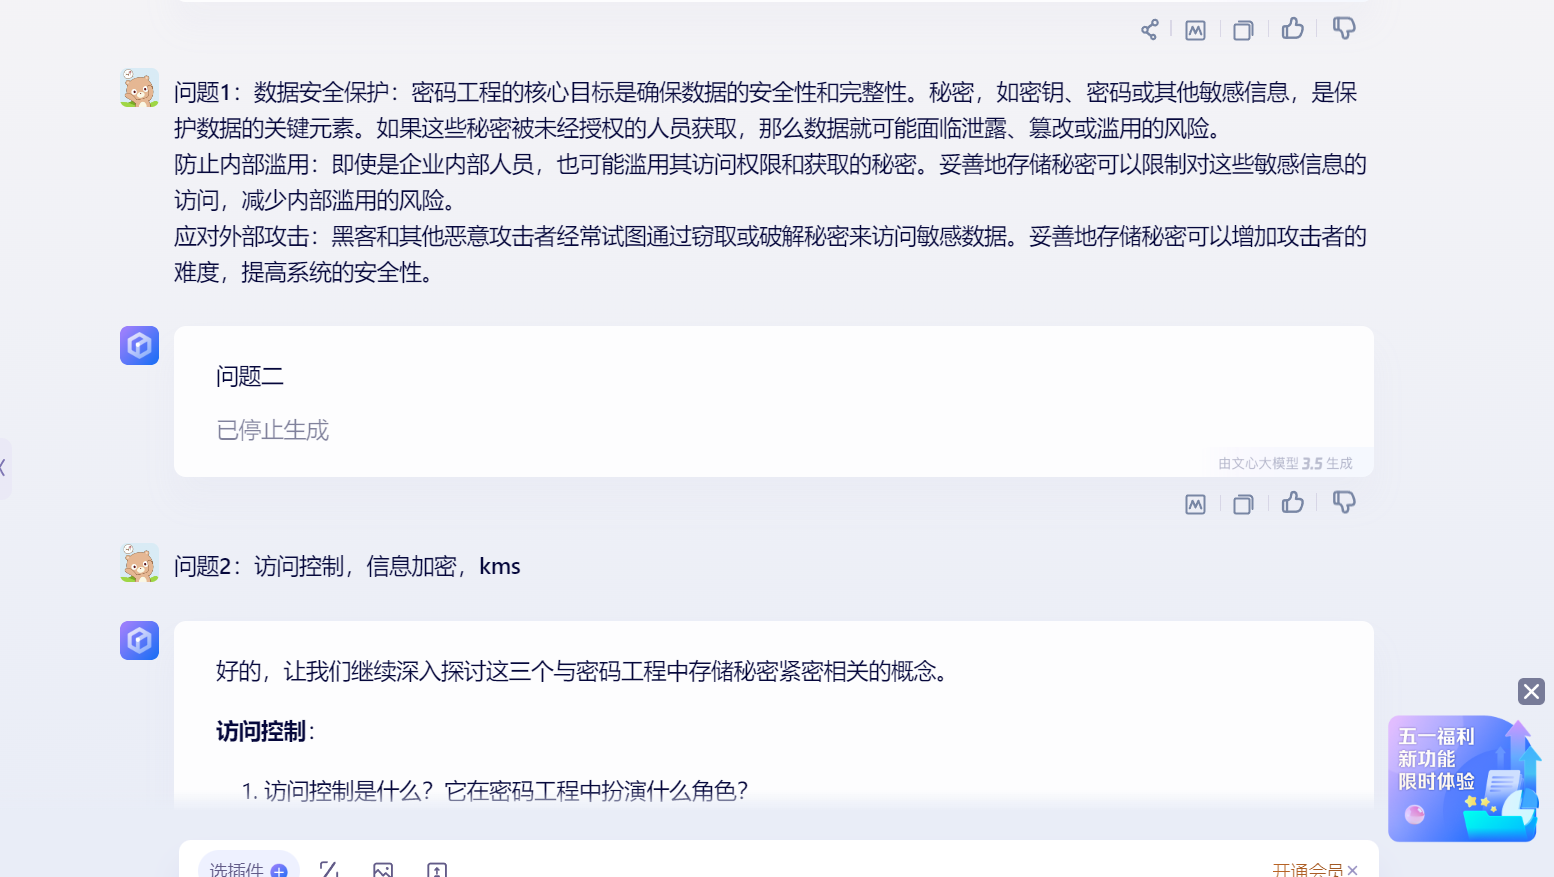 问题1：数据安全保护：密码工程的核心目标是确保数据的安全性和完整性。秘密，如密钥、密码或其他敏感信息，是保
护数据的关键元素。如果这些秘密被未经授权的人员获取，那么数据就可能面临泄露、篡改或滥用的风险。
防止内部滥用：即使是企业内部人员，也可能滥用其访问权限和获取的秘密。妥善地存储秘密可以限制对这些敏感信息的
访问，减少内部滥用的风险。
应对外部攻击：黑客和其他恶意攻击者经常试图通过窃取或破解秘密来访问敏感数据。妥善地存储秘密可以增加攻击者的
难度，提高系统的安全性。
问题二
已停止生成
由文心大模型 3.5 生成
问题2：访问控制，信息加密，kms
好的，让我们继续深入探讨这三个与密码工程中存储秘密紧密相关的概念。
访问控制：
1. 访问控制是什么？它在密码工程中扮演什么角色？
五一福利
新功能
限时体验
选插件
开通会员